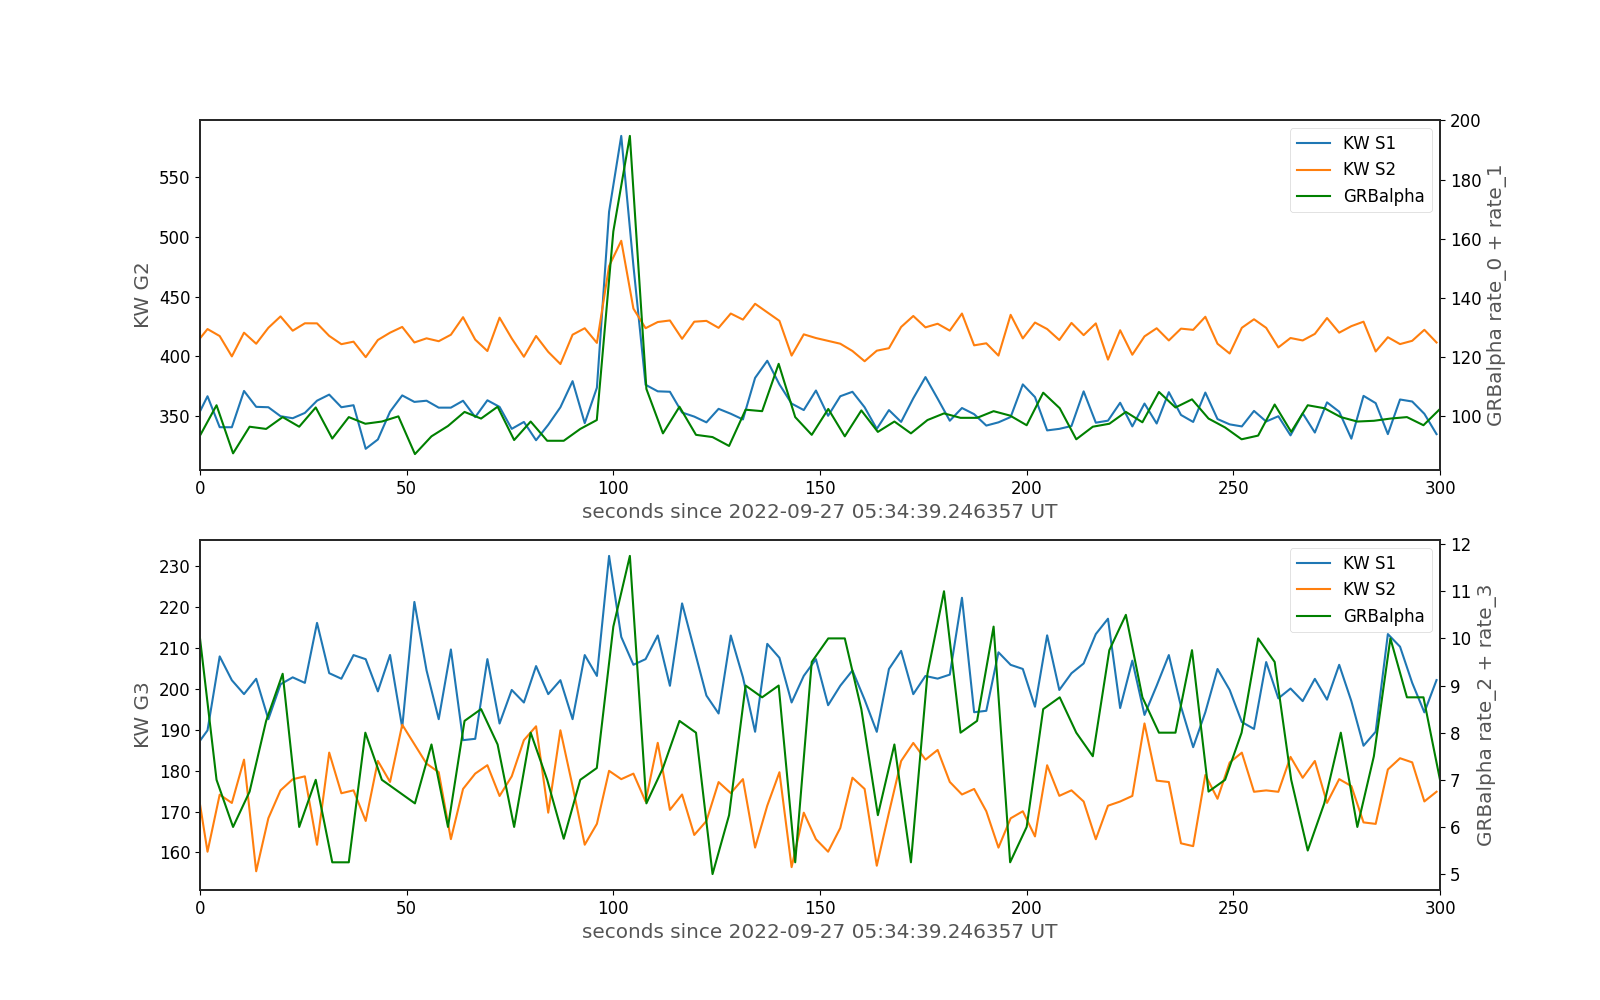 200
KW S1
KW S2
GRBalpha
550
180
500
160
450
140
400
120
350
100
KW G2
GRBalpha rate_0 + rate_1
0 50 100 150 200 250 300
seconds since 2022-09-27 05:34:39.246357 UT
12
KW S1
KW S2
GRBalpha
230
11
220
210
10
200
9
190
8
180
7
170
6
160
5
KW G3
GRBalpha rate_2 + rate_3
0 50 100 150 200 250 300
seconds since 2022-09-27 05:34:39.246357 UT